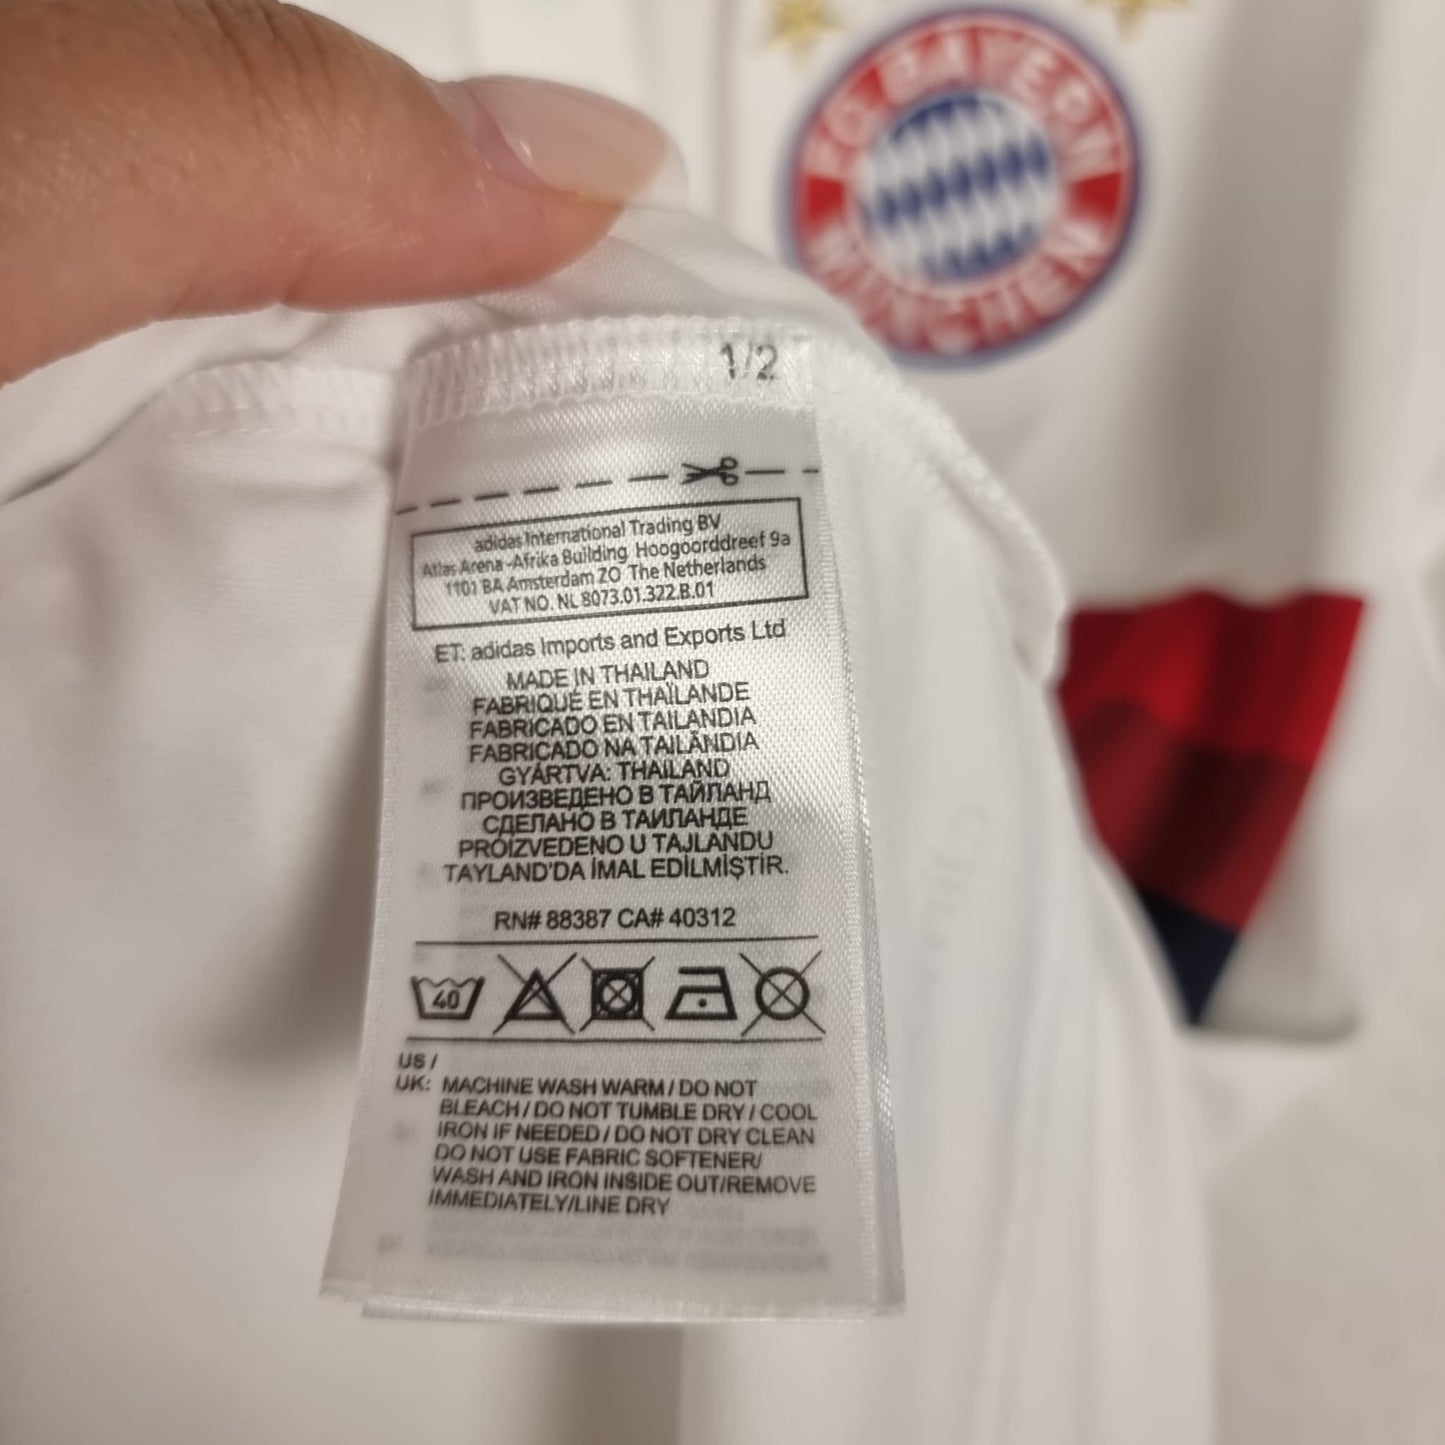 FC BAYERN
MÜNCHEN
1/2
adidas International Trading BV
Atlas Arena -Afrika Building Hoogoorddreef 9a
1101 BA Amsterdam ZO The Netherlands
VAT NO. NL 8073.01.322.B.01
ET: adidas Imports and Exports Ltd
MADE IN THAILAND
FABRIQUÉ EN THAÏLANDE
FABRICADO EN TAILANDIA
FABRICADO NA TAILÂNDIA
GYÁRTVA: THAILAND
ПРОИЗВЕДЕНО В ТАЙЛАНД
СДЕЛАНО В ТАИЛАНДЕ
PROIZVEDENO U TAJLANDU
TAYLAND'DA İMAL EDİLMİŞTİR.
RN# 88387 CA# 40312
40
US /
UK: MACHINE WASH WARM / DO NOT
BLEACH / DO NOT TUMBLE DRY / COOL
IRON IF NEEDED / DO NOT DRY CLEAN
DO NOT USE FABRIC SOFTENER/
WASH AND IRON INSIDE OUT/REMOVE
IMMEDIATELY/LINE DRY